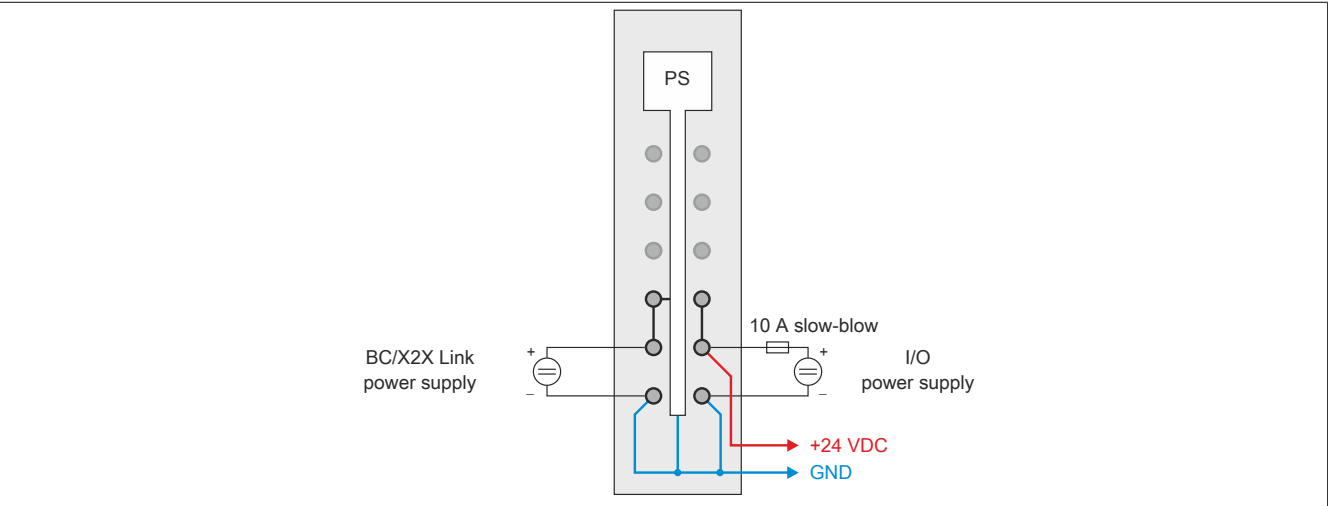 PS
10 A slow-blow
BC/X2X Link
power supply
+
–
+
–
I/O
power supply
+24 VDC
GND